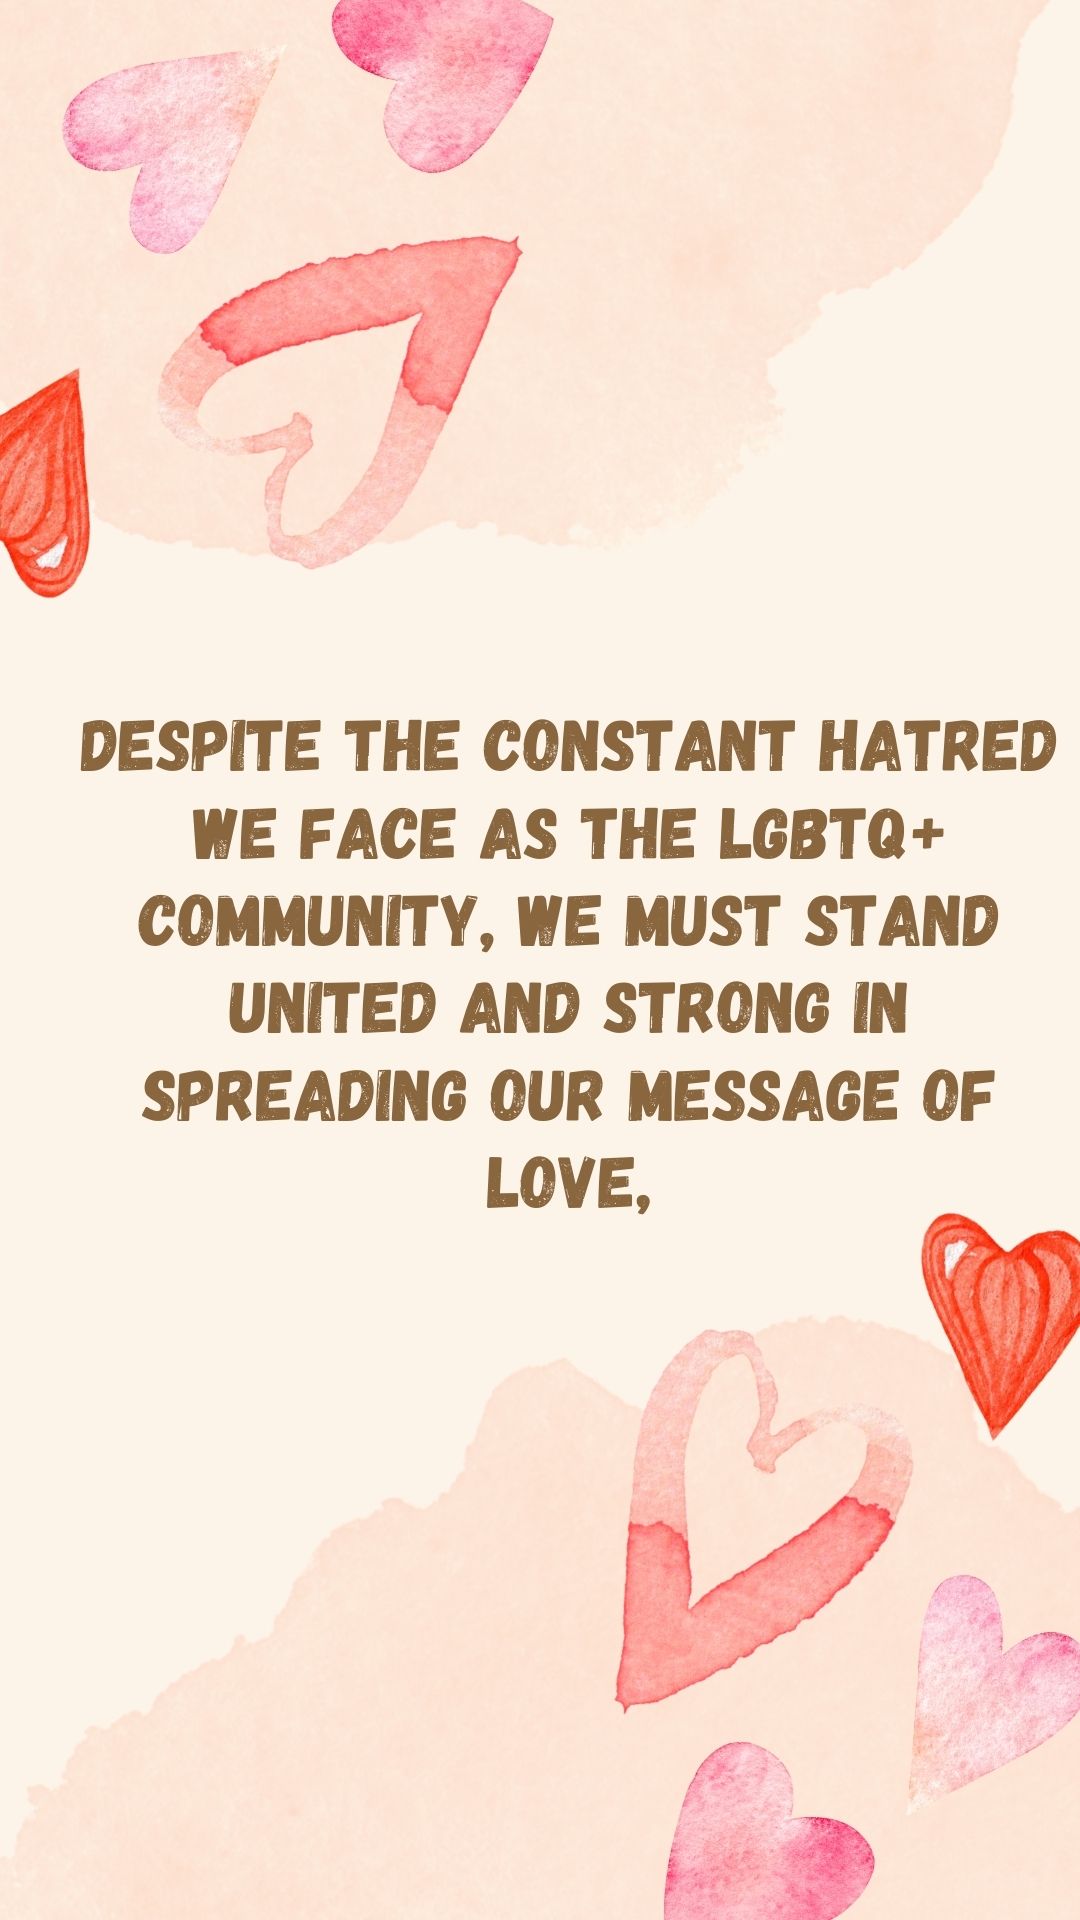 DESPITE THE CONSTANT HATRED
WE FACE AS THE LGBTQ+
COMMUNITY, WE MUST STAND
UNITED AND STRONG IN
SPREADING OUR MESSAGE OF
LOVE,